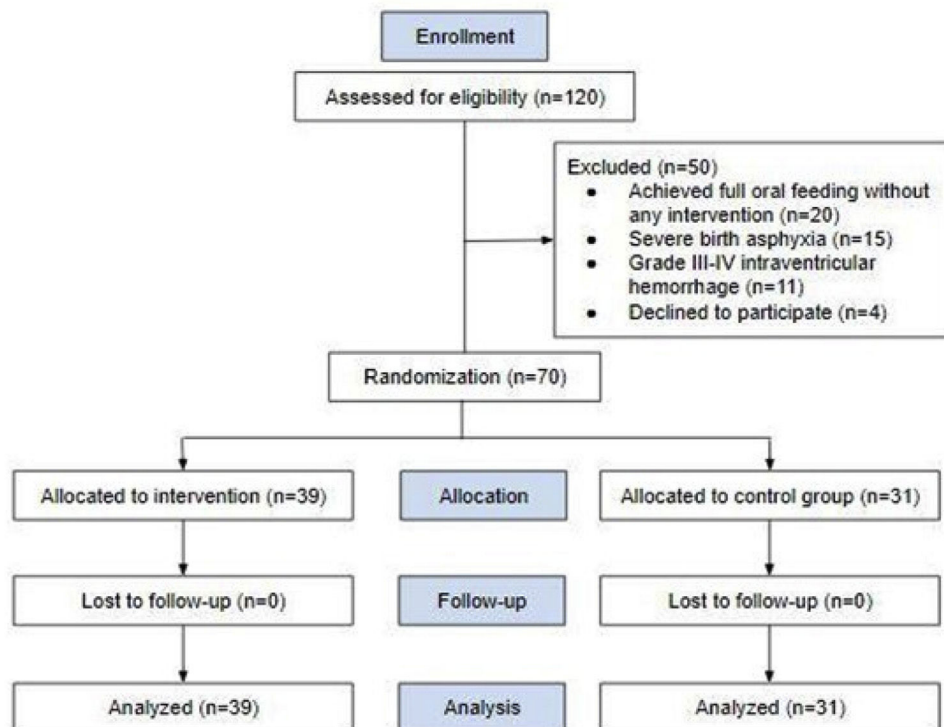 Enrollment
Assessed for eligibility (n=120)
Excluded (n=50)
● Achieved full oral feeding without
any intervention (n=20)
● Severe birth asphyxia (n=15)
● Grade III-IV intraventricular
hemorrhage (n=11)
● Declined to participate (n=4)
Randomization (n=70)
Allocated to intervention (n=39)
Allocation
Allocated to control group (n=31)
Lost to follow-up (n=0)
Follow-up
Lost to follow-up (n=0)
Analyzed (n=39)
Analysis
Analyzed (n=31)